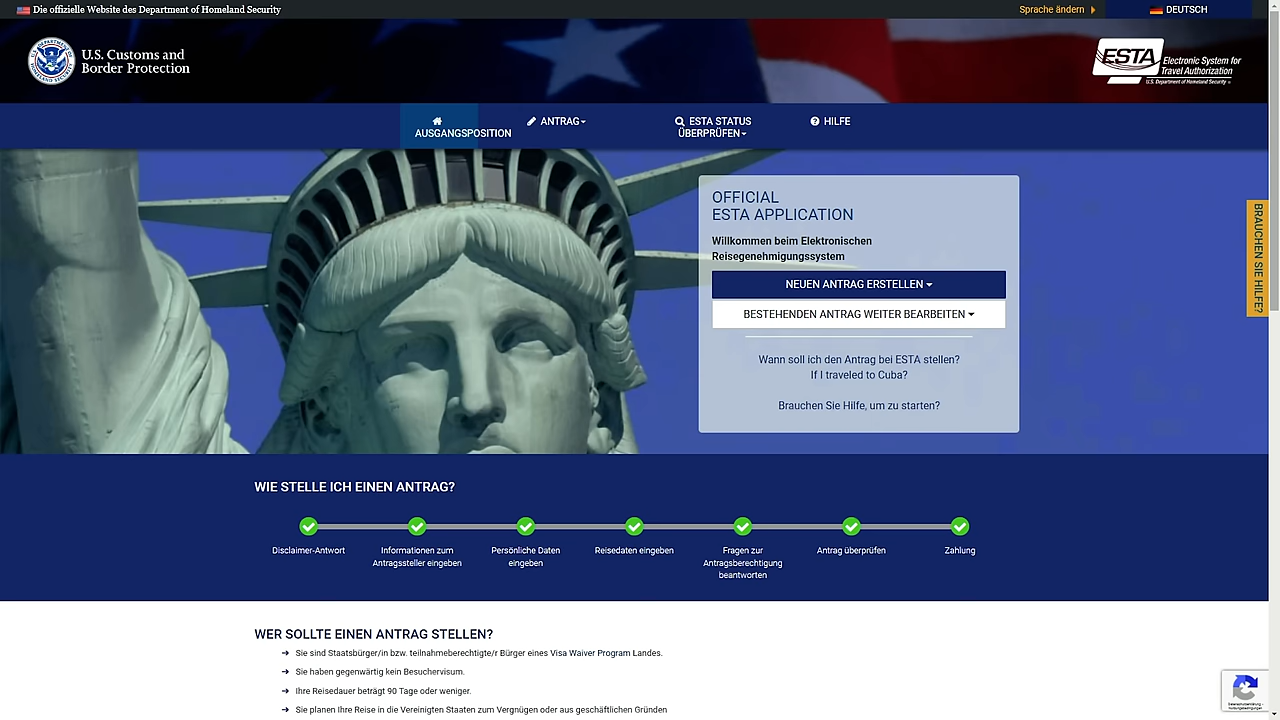 Die offizielle Website des Department of Homeland Security
Sprache ändern
DEUTSCH
U.S. Customs and
Border Protection
ESTA
Electronic System for
Travel Authorization
U.S. Department of Homeland Security
AUSGANGSPOSITION
ANTRAG
ESTA STATUS
ÜBERPRÜFEN
HILFE
OFFICIAL
ESTA APPLICATION
Willkommen beim Elektronischen
Reisegenehmigungssystem
NEUEN ANTRAG ERSTELLEN
BESTEHENDEN ANTRAG WEITER BEARBEITEN
Wann soll ich den Antrag bei ESTA stellen?
If I traveled to Cuba?
Brauchen Sie Hilfe, um zu starten?
BRAUCHEN SIE HILFE?
WIE STELLE ICH EINEN ANTRAG?
Disclaimer-Antwort
Informationen zum
Antragssteller eingeben
Persönliche Daten
eingeben
Reisedaten eingeben
Fragen zur
Antragsberechtigung
beantworten
Antrag überprüfen
Zahlung
WER SOLLTE EINEN ANTRAG STELLEN?
Sie sind Staatsbürger/in bzw. teilnahmeberechtigte/r Bürger eines Visa Waiver Program Landes.
Sie haben gegenwärtig kein Besuchervisum.
Ihre Reisedauer beträgt 90 Tage oder weniger.
Sie planen Ihre Reise in die Vereinigten Staaten zum Vergnügen oder aus geschäftlichen Gründen
Datenschutzerklärung -
Nutzungsbedingungen